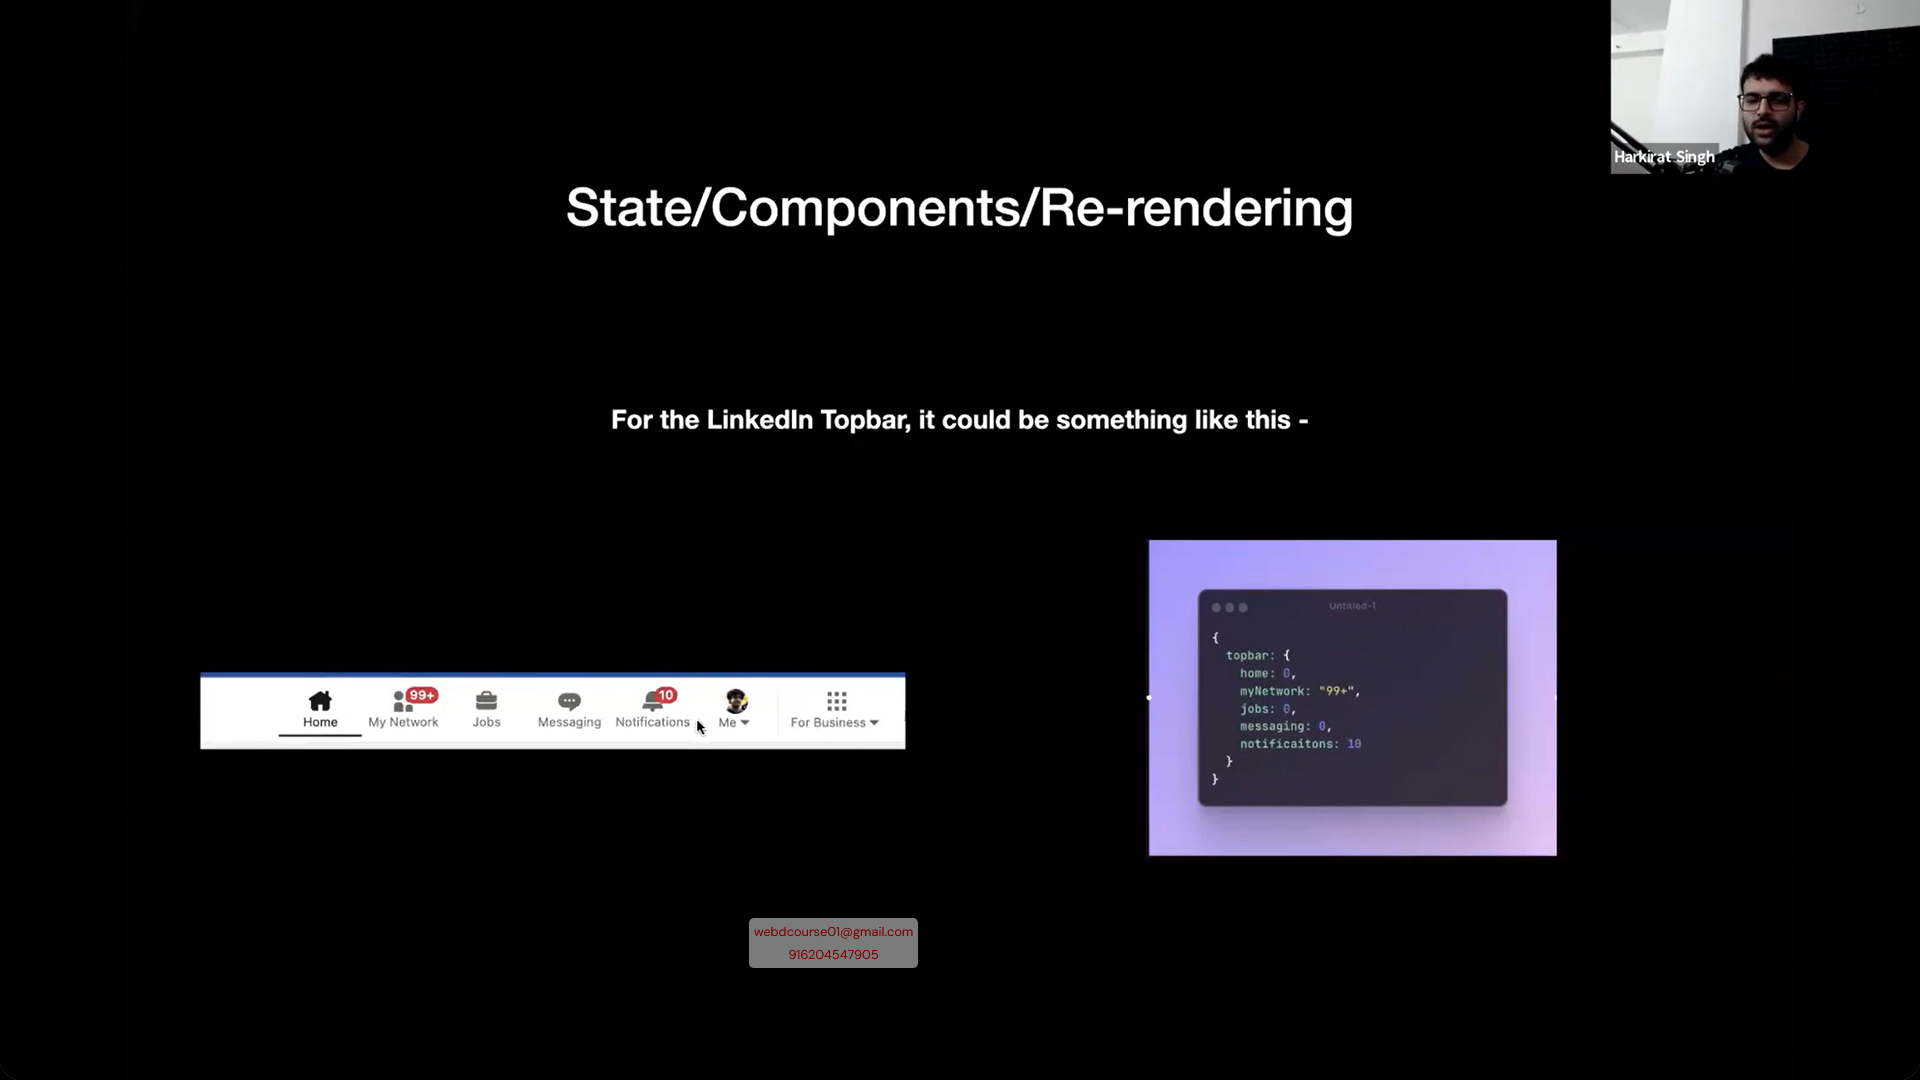 Harkirat Singh
State/Components/Re-rendering
For the LinkedIn Topbar, it could be something like this -
Untitled-1
{
topbar: {
home: 0,
myNetwork: "99+",
jobs: 0,
messaging: 0,
notificaitons: 10
}
}
99+ 10
Home My Network Jobs Messaging Notifications Me For Business
webdcourse01@gmail.com
916204547905